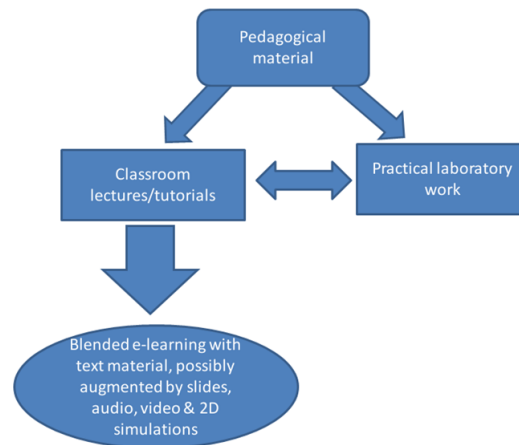 Pedagogical
material
Classroom
lectures/tutorials
Practical laboratory
work
Blended e-learning with
text material, possibly
augmented by slides,
audio, video & 2D
simulations